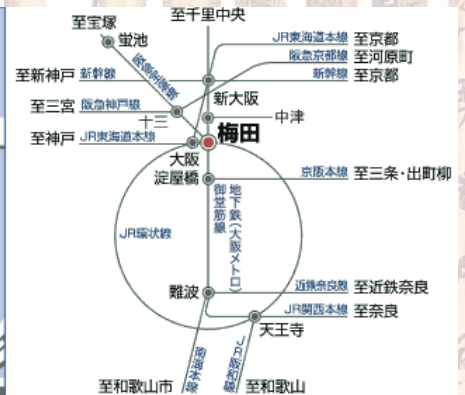 至宝塚
至千里中央
蛍池
JR東海道本線 至京都
阪急京都線 至河原町
至新神戸 新幹線
阪急宝塚線
新幹線 至京都
新大阪
至三宮 阪急神戸線
十三
中津
梅田
至神戸 JR東海道本線
大阪
淀屋橋
京阪本線 至三条・出町柳
地下鉄(大阪メトロ)
御堂筋線
JR環状線
難波
近鉄奈良線 至近鉄奈良
JR関西本線 至奈良
天王寺
南海本線
JR阪和線
至和歌山市
至和歌山